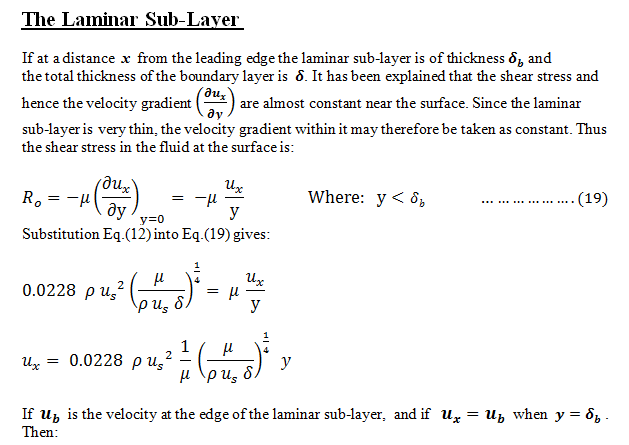 The Laminar Sub-Layer
If at a distance x from the leading edge the laminar sub-layer is of thickness δ_b and
the total thickness of the boundary layer is δ. It has been explained that the shear stress and
hence the velocity gradient (∂u_x/∂y) are almost constant near the surface. Since the laminar
sub-layer is very thin, the velocity gradient within it may therefore be taken as constant. Thus
the shear stress in the fluid at the surface is:
R_o = −μ(∂u_x/∂y)_{y=0} = −μ u_x/y Where: y < δ_b ... ... ... ... ....(19)
Substitution Eq.(12) into Eq.(19) gives:
0.0228 ρ u_s² (μ/(ρ u_s δ))^{1/4} = μ u_x/y
u_x = 0.0228 ρ u_s² 1/μ (μ/(ρ u_s δ))^{1/4} y
If u_b is the velocity at the edge of the laminar sub-layer, and if u_x = u_b when y = δ_b .
Then: